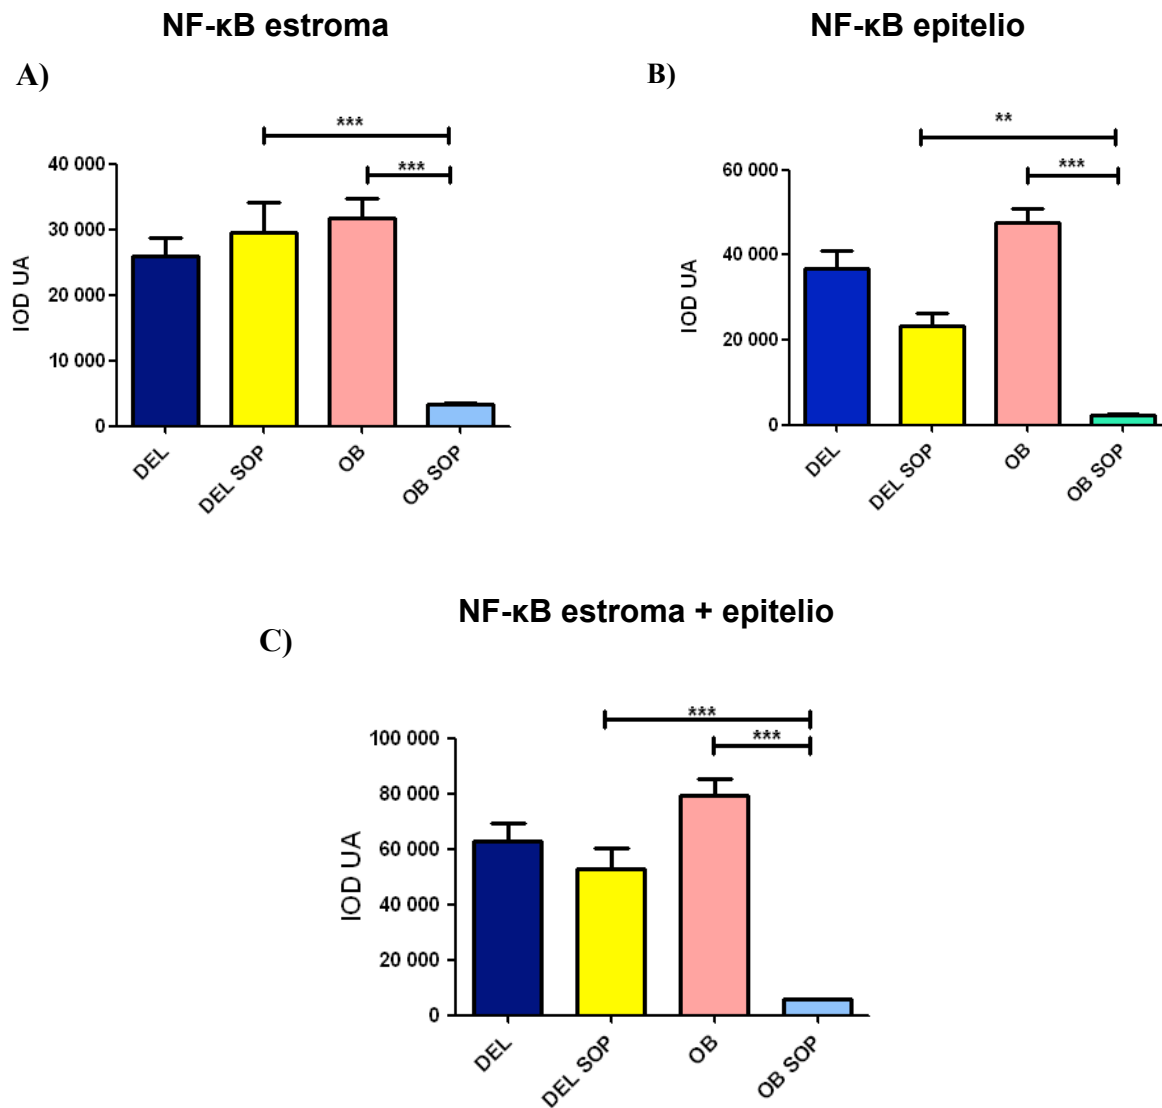 NF-κB estroma
NF-κB epitelio
A)
B)
***
***
40 000
30 000
20 000
10 000
0
IOD UA
DEL
DEL SOP
OB
OB SOP
**
***
60 000
40 000
20 000
0
IOD UA
DEL
DEL SOP
OB
OB SOP
NF-κB estroma + epitelio
C)
***
***
100 000
80 000
60 000
40 000
20 000
0
IOD UA
DEL
DEL SOP
OB
OB SOP